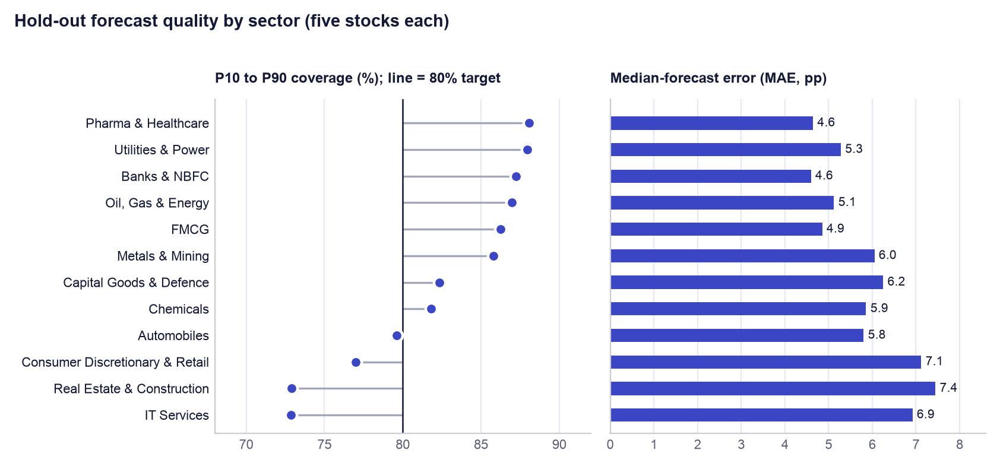 Hold-out forecast quality by sector (five stocks each)
P10 to P90 coverage (%); line = 80% target
Median-forecast error (MAE, pp)
Pharma & Healthcare 4.6
Utilities & Power 5.3
Banks & NBFC 4.6
Oil, Gas & Energy 5.1
FMCG 4.9
Metals & Mining 6.0
Capital Goods & Defence 6.2
Chemicals 5.9
Automobiles 5.8
Consumer Discretionary & Retail 7.1
Real Estate & Construction 7.4
IT Services 6.9
70 75 80 85 90
0 1 2 3 4 5 6 7 8